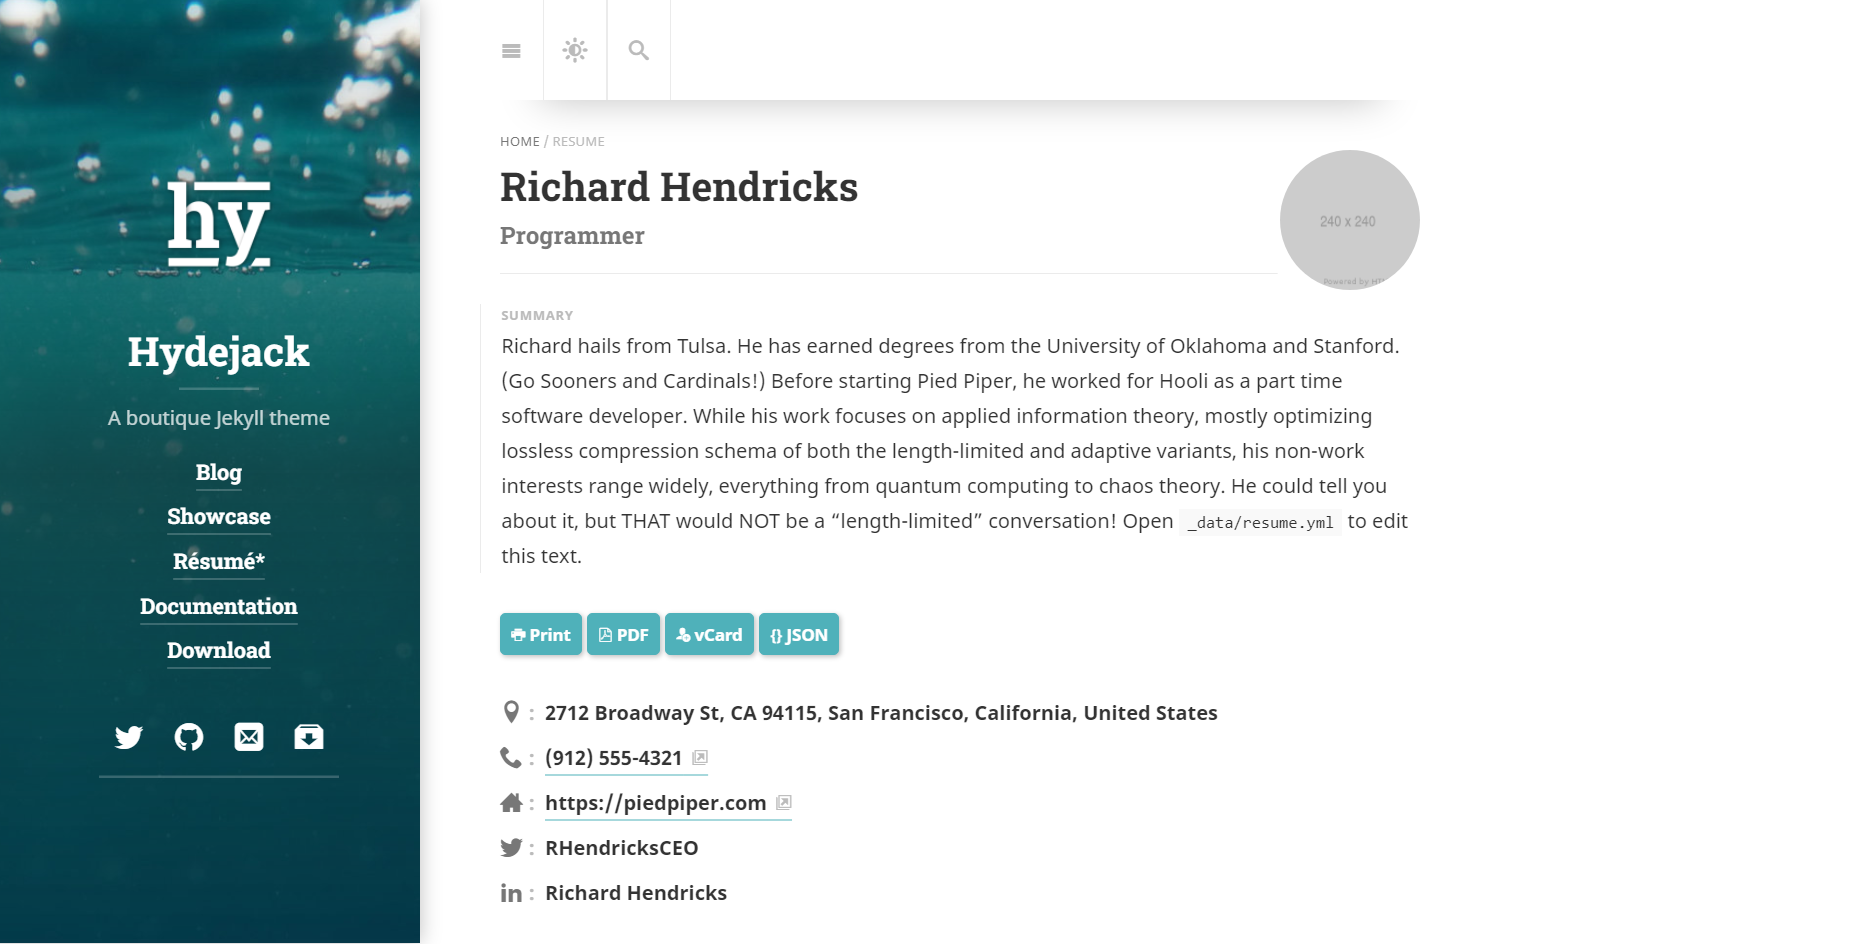 hy
Hydejack
A boutique Jekyll theme
Blog
Showcase
Résumé*
Documentation
Download
HOME / RESUME
Richard Hendricks
Programmer
240 x 240
Powered by
SUMMARY
Richard hails from Tulsa. He has earned degrees from the University of Oklahoma and Stanford.
(Go Sooners and Cardinals!) Before starting Pied Piper, he worked for Hooli as a part time
software developer. While his work focuses on applied information theory, mostly optimizing
lossless compression schema of both the length-limited and adaptive variants, his non-work
interests range widely, everything from quantum computing to chaos theory. He could tell you
about it, but THAT would NOT be a “length-limited” conversation! Open _data/resume.yml to edit
this text.
Print PDF vCard {} JSON
: 2712 Broadway St, CA 94115, San Francisco, California, United States
: (912) 555-4321
: https://piedpiper.com
: RHendricksCEO
in : Richard Hendricks